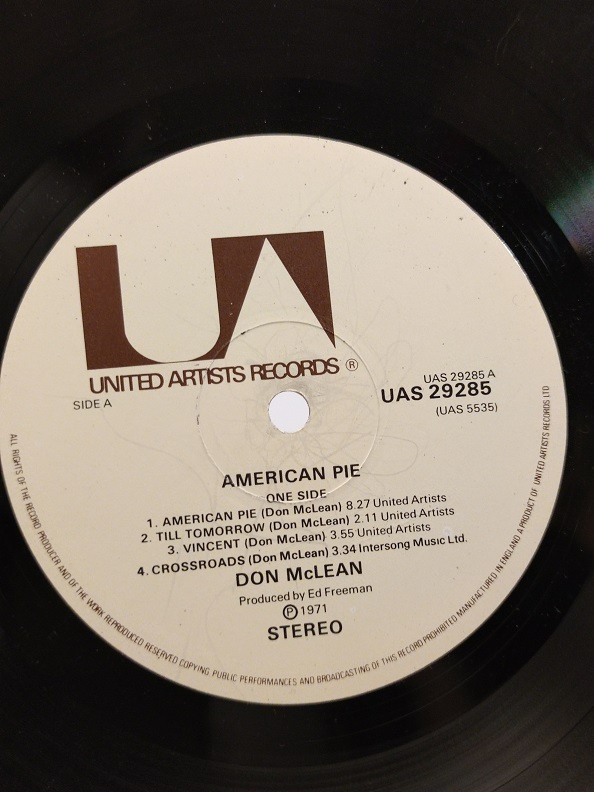 UA
UNITED ARTISTS RECORDS ®
SIDE A
UAS 29285 A
UAS 29285
(UAS 5535)
AMERICAN PIE
ONE SIDE
1. AMERICAN PIE (Don McLean) 8.27 United Artists
2. TILL TOMORROW (Don McLean) 2.11 United Artists
3. VINCENT (Don McLean) 3.55 United Artists
4. CROSSROADS (Don McLean) 3.34 Intersong Music Ltd.
DON McLEAN
Produced by Ed Freeman
Ⓟ 1971
STEREO
ALL RIGHTS OF THE RECORD PRODUCER AND OF THE WORK REPRODUCED RESERVED COPYING, PUBLIC PERFORMANCES AND BROADCASTING OF THIS RECORD PROHIBITED MANUFACTURED IN ENGLAND A PRODUCT OF UNITED ARTISTS RECORDS LTD